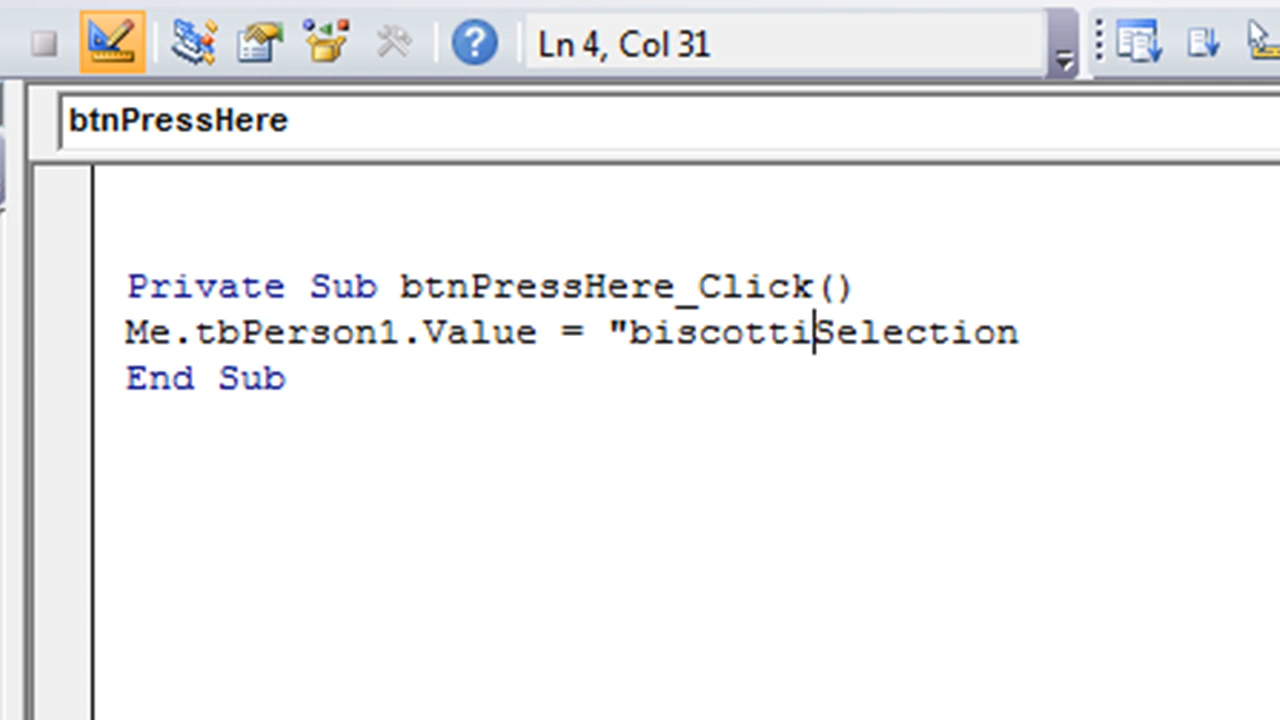 Ln 4, Col 31
btnPressHere
Private Sub btnPressHere_Click()
Me.tbPerson1.Value = "biscottiSelection
End Sub